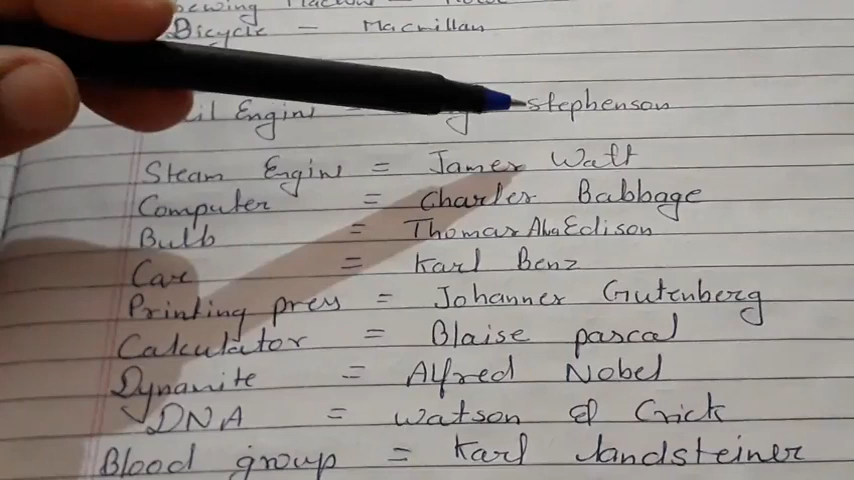 Bicycle – Macmillan
Engine = Stephenson
Steam Engine = James Watt
Computer = Charles Babbage
Bulb = Thomas Alva Edison
Car = Karl Benz
Printing press = Johannes Gutenberg
Calculator = Blaise pascal
Dynamite = Alfred Nobel
DNA = Watson & Crick
Blood group = Karl landsteiner